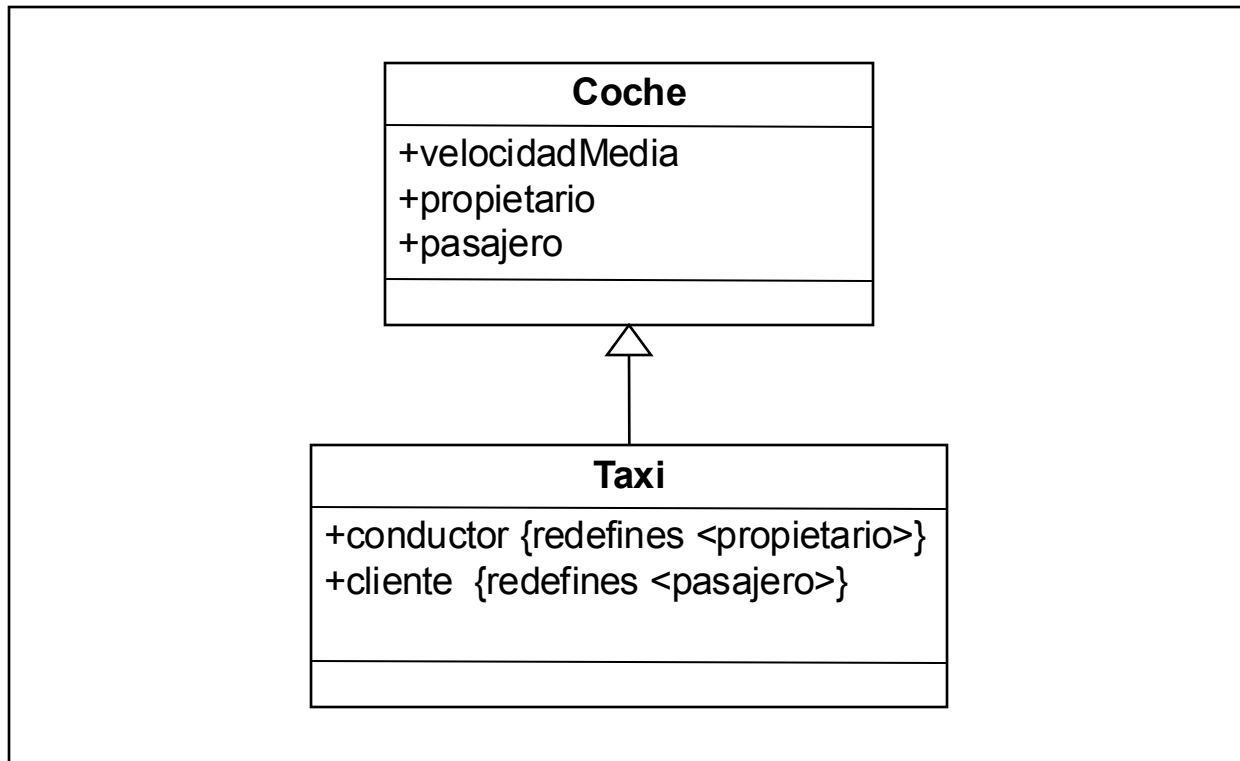 Coche
+velocidadMedia
+propietario
+pasajero
Taxi
+conductor {redefines <propietario>}
+cliente {redefines <pasajero>}